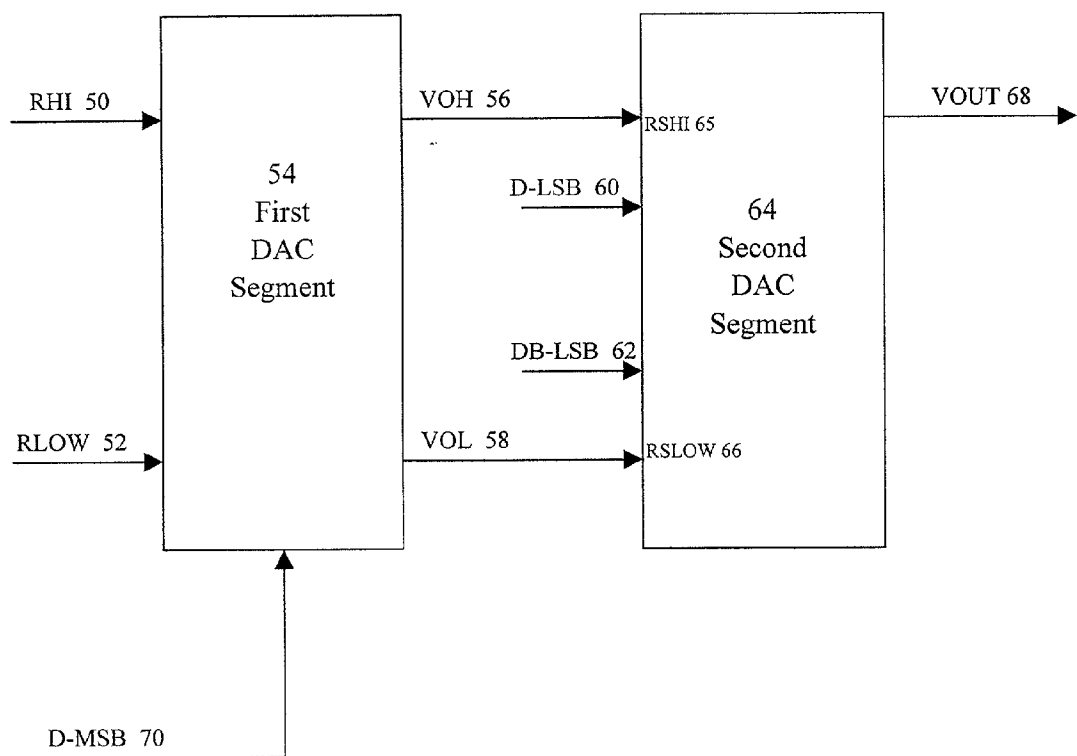 RHI 50
VOH 56
VOUT 68
RSHI 65
54
First
DAC
Segment
D-LSB 60
64
Second
DAC
Segment
DB-LSB 62
RLOW 52
VOL 58
RSLOW 66
D-MSB 70